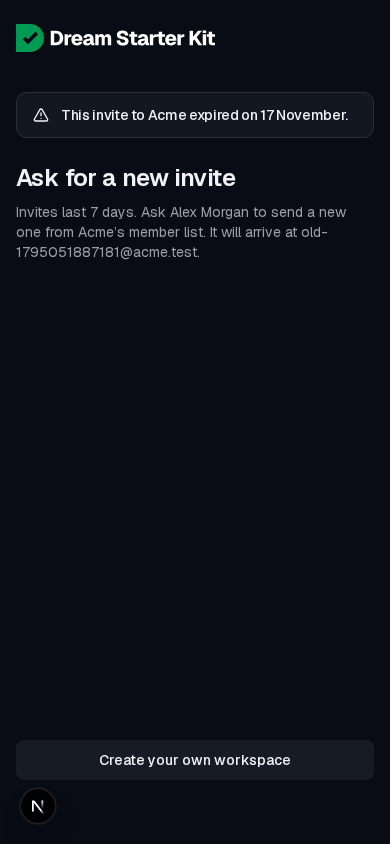 Dream Starter Kit
This invite to Acme expired on 17 November.
Ask for a new invite
Invites last 7 days. Ask Alex Morgan to send a new
one from Acme's member list. It will arrive at old-
1795051887181@acme.test.
Create your own workspace
N